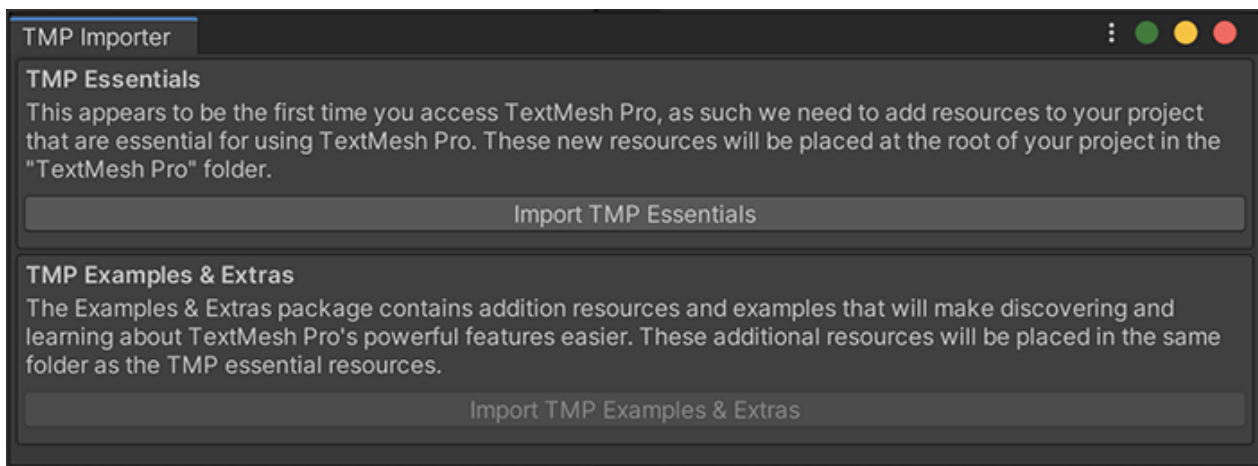 TMP Importer
TMP Essentials
This appears to be the first time you access TextMesh Pro, as such we need to add resources to your project
that are essential for using TextMesh Pro. These new resources will be placed at the root of your project in the
"TextMesh Pro" folder.
Import TMP Essentials
TMP Examples & Extras
The Examples & Extras package contains addition resources and examples that will make discovering and
learning about TextMesh Pro's powerful features easier. These additional resources will be placed in the same
folder as the TMP essential resources.
Import TMP Examples & Extras